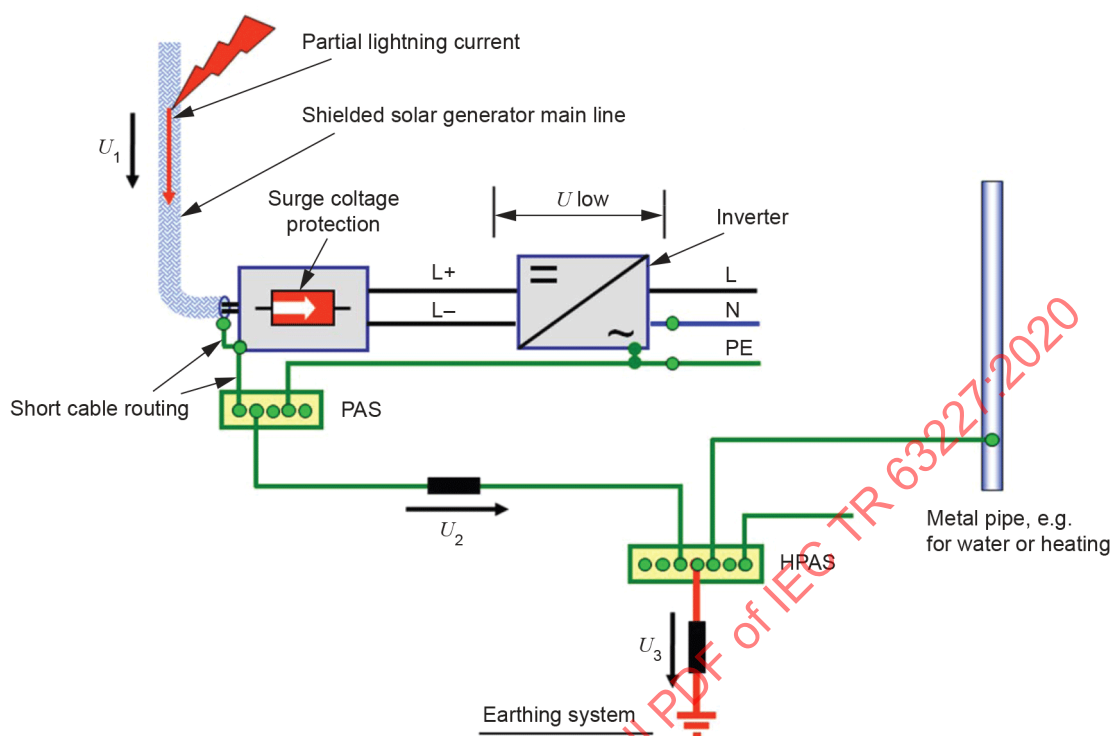 Partial lightning current
Shielded solar generator main line
U1
Surge coltage
protection
U low
Inverter
L+
L–
L
N
PE
Short cable routing
PAS
U2
Metal pipe, e.g.
for water or heating
HPAS
U3
Earthing system
PDF of IEC TR 63227:2020